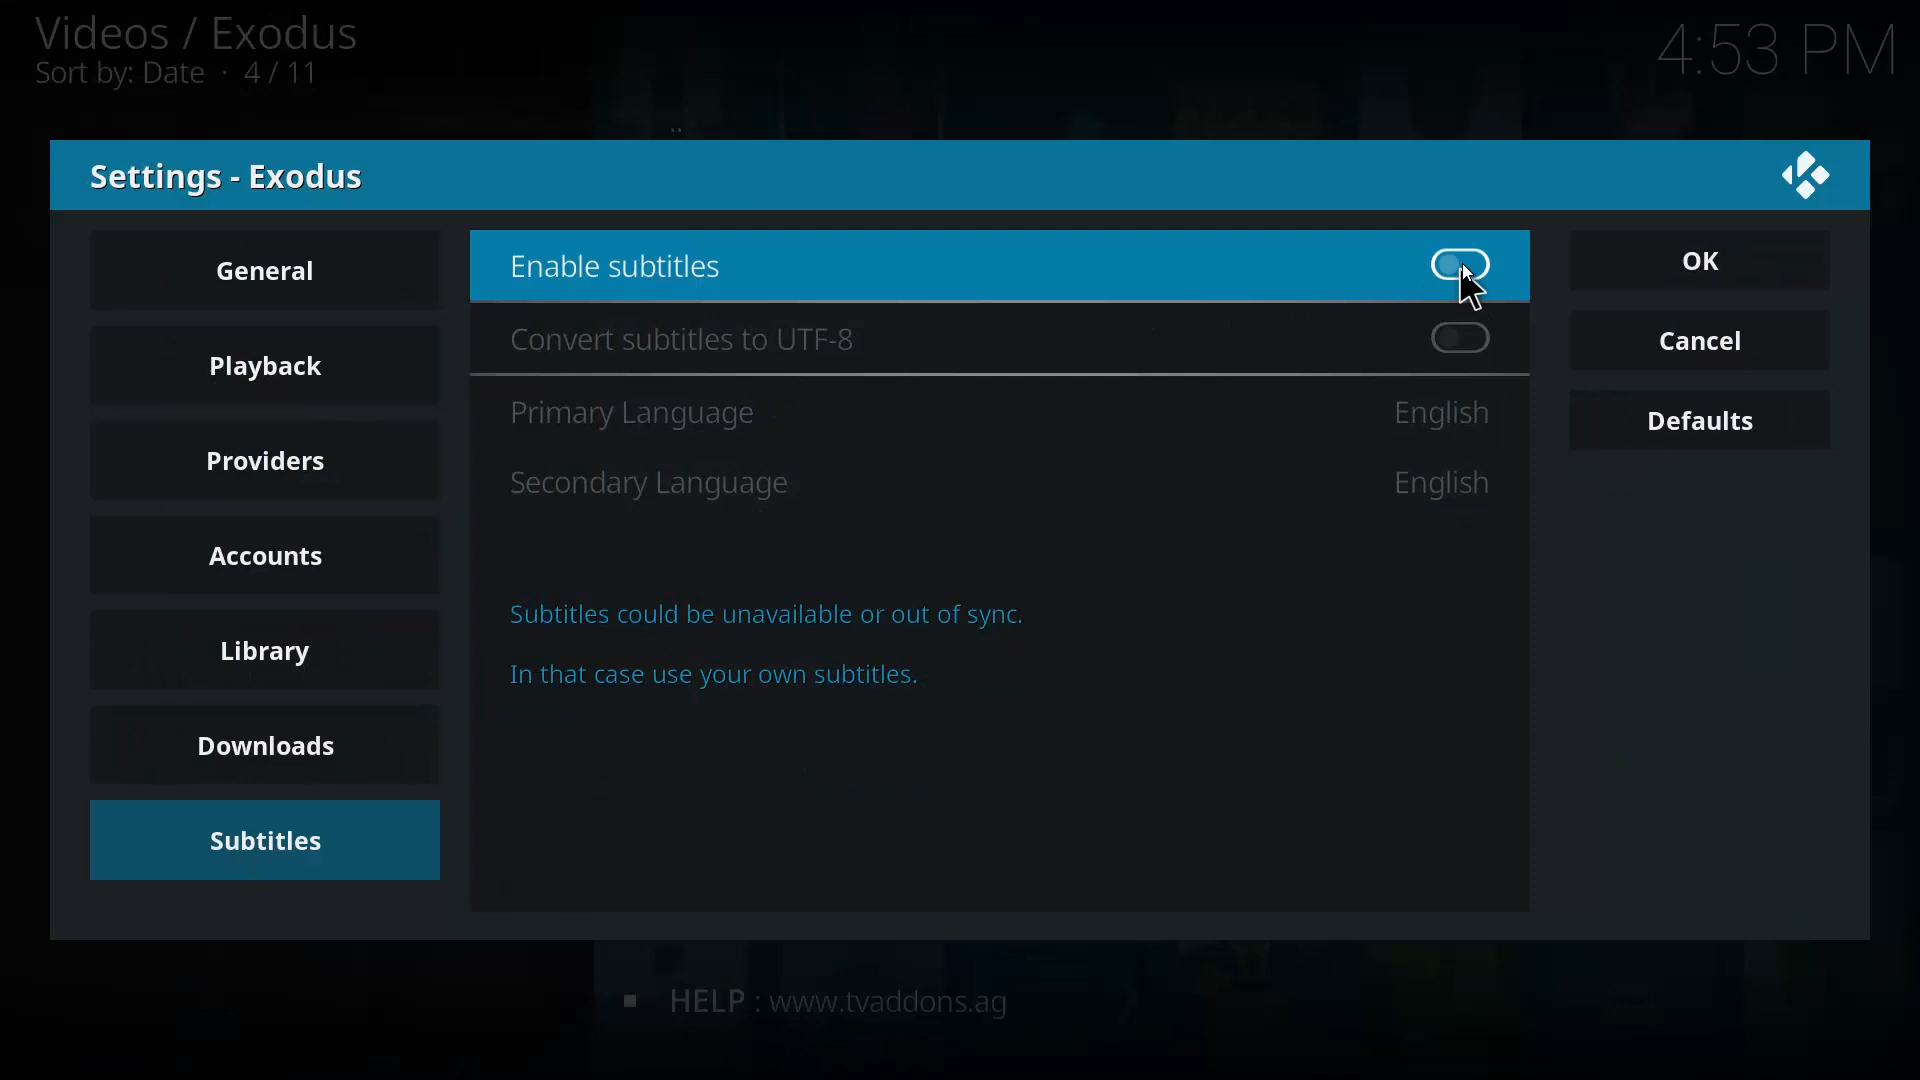 Videos / Exodus
Sort by: Date · 4 / 11
4:53 PM
..
Settings - Exodus
General
Playback
Providers
Accounts
Library
Downloads
Subtitles
Enable subtitles
Convert subtitles to UTF-8
Primary Language English
Secondary Language English
Subtitles could be unavailable or out of sync.
In that case use your own subtitles.
OK
Cancel
Defaults
HELP : www.tvaddons.ag